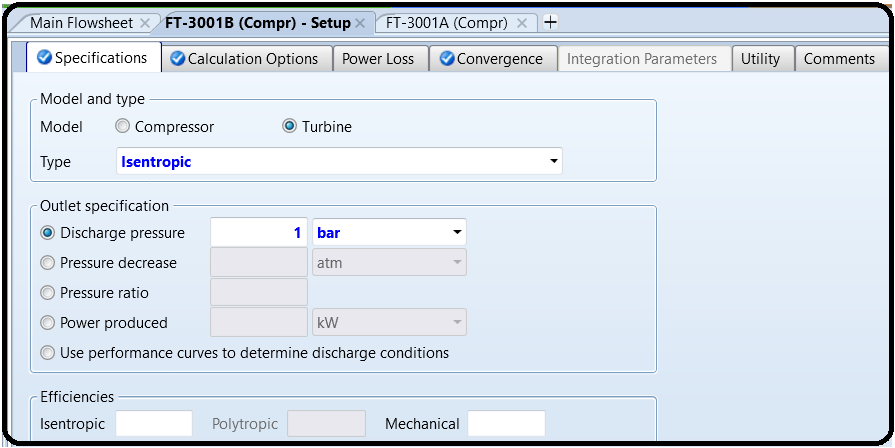 Main Flowsheet × FT-3001B (Compr) - Setup × FT-3001A (Compr) × +
Specifications Calculation Options Power Loss Convergence Integration Parameters Utility Comments
Model and type
Model Compressor Turbine
Type Isentropic
Outlet specification
Discharge pressure 1 bar
Pressure decrease atm
Pressure ratio
Power produced kW
Use performance curves to determine discharge conditions
Efficiencies
Isentropic Polytropic Mechanical